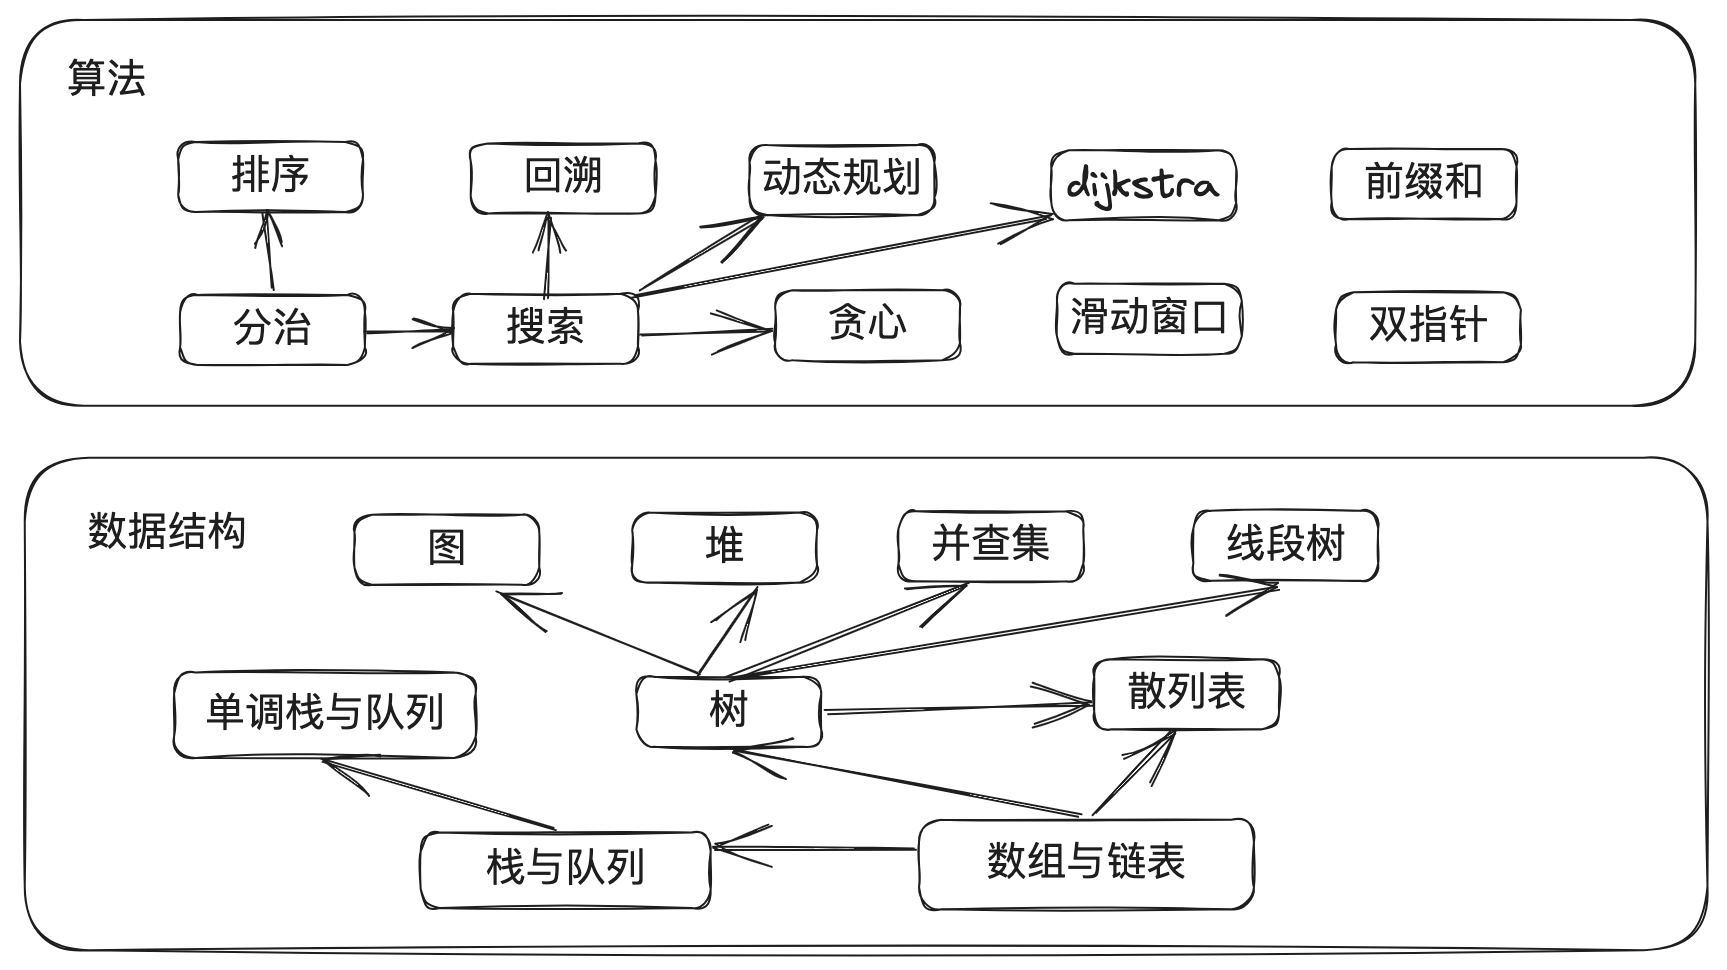 算法
排序
回溯
动态规划
dijkstra
前缀和
分治
搜索
贪心
滑动窗口
双指针
数据结构
图
堆
并查集
线段树
单调栈与队列
树
散列表
栈与队列
数组与链表